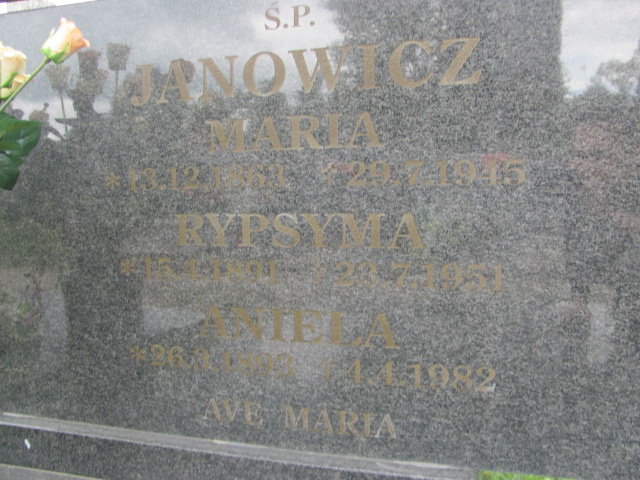 Ś.P.
JANOWICZ
MARIA
*13.12.1863 †29.7.1945
RYPSYMA
*15.4.1891 †23.7.1951
ANIELA
*26.3.1893 †4.4.1982
AVE MARIA